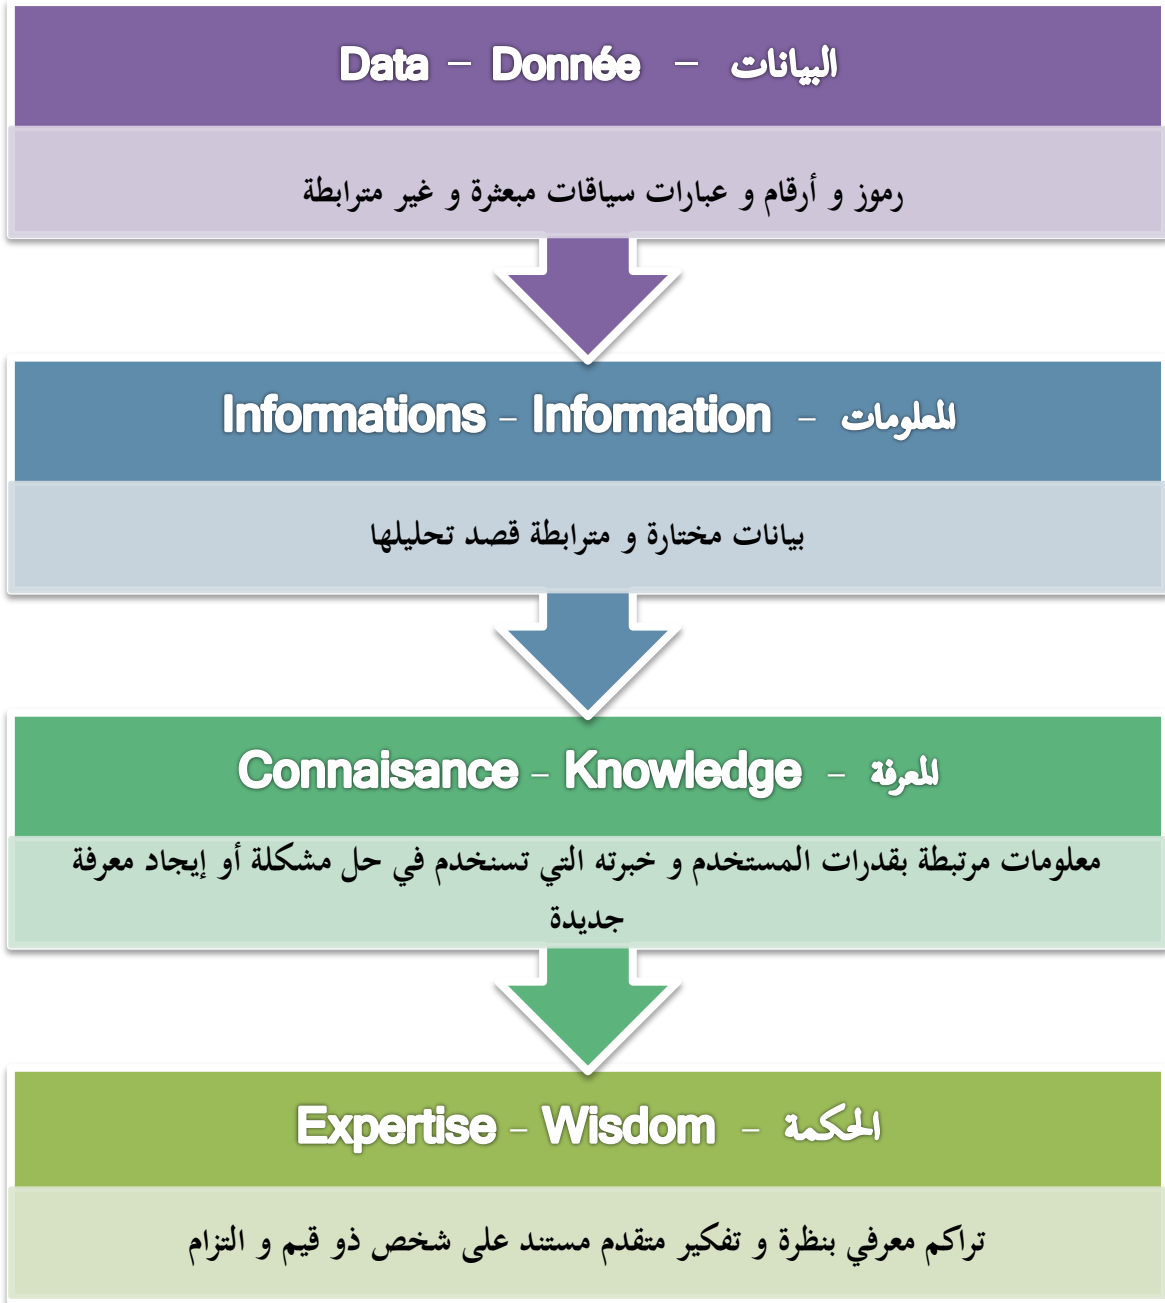 Data – Donnée – البيانات
رموز و أرقام و عبارات سياقات مبعثرة و غير مترابطة
Informations – Information – المعلومات
بيانات مختارة و مترابطة قصد تحليلها
Connaisance – Knowledge – المعرفة
معلومات مرتبطة بقدرات المستخدم و خبرته التي تسنخدم في حل مشكلة أو إيجاد معرفة
جديدة
Expertise – Wisdom – الحكمة
تراكم معرفي بنظرة و تفكير متقدم مستند على شخص ذو قيم و التزام